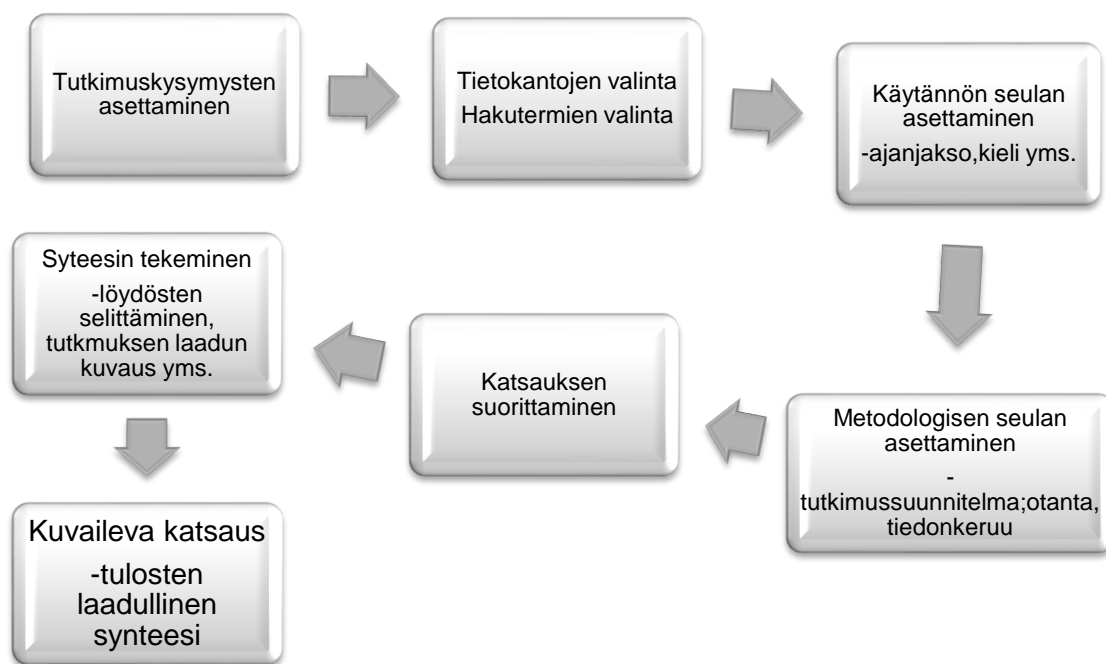 Tutkimuskysymysten
asettaminen
Tietokantojen valinta
Hakutermien valinta
Käytännön seulan
asettaminen
-ajanjakso,kieli yms.
Metodologisen seulan
asettaminen
-
tutkimussuunnitelma;otanta,
tiedonkeruu
Katsauksen
suorittaminen
Syteesin tekeminen
-löydösten
selittäminen,
tutkmuksen laadun
kuvaus yms.
Kuvaileva katsaus
-tulosten
laadullinen
synteesi